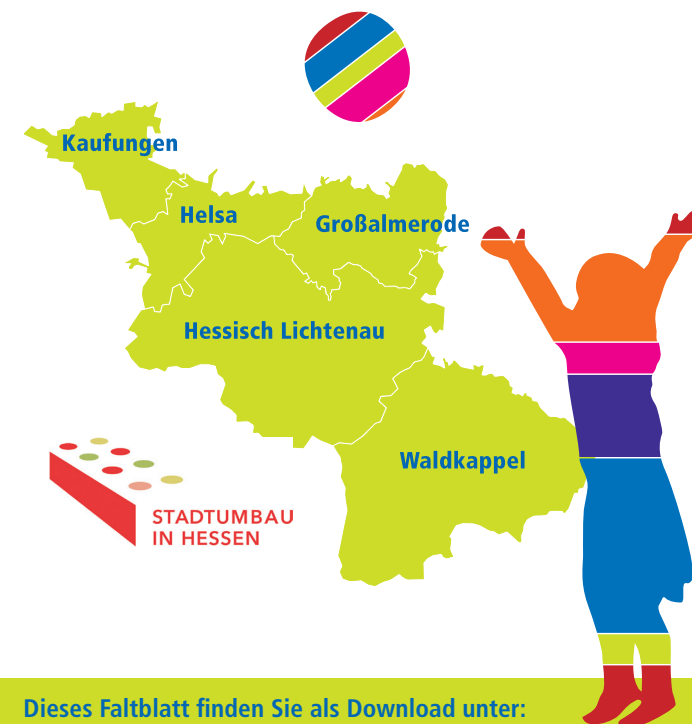 Kaufungen
Helsa
Großalmerode
Hessisch Lichtenau
Waldkappel
STADTUMBAU
IN HESSEN
Dieses Faltblatt finden Sie als Download unter: